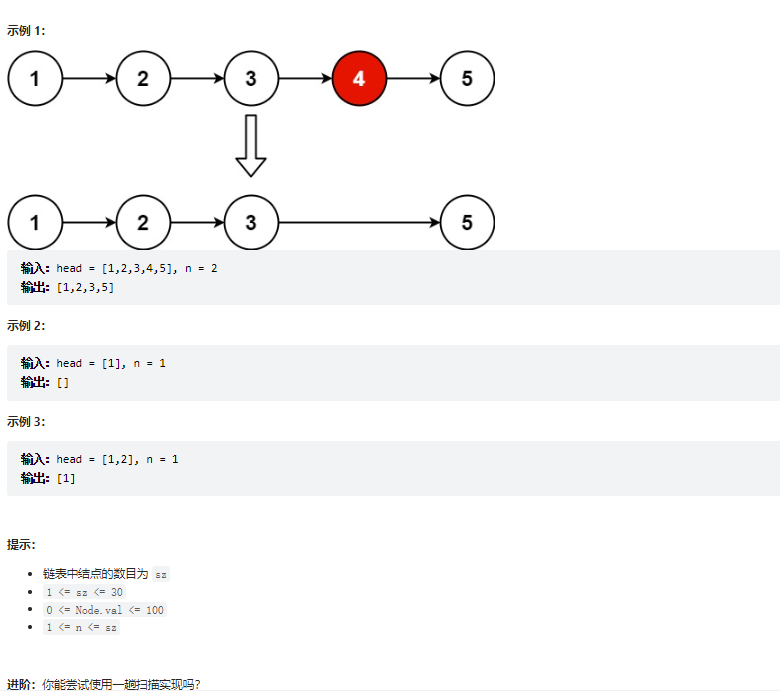 示例 1：
1 2 3 4 5
1 2 3 5
输入：head = [1,2,3,4,5], n = 2
输出：[1,2,3,5]
示例 2：
输入：head = [1], n = 1
输出：[]
示例 3：
输入：head = [1,2], n = 1
输出：[1]
提示：
链表中结点的数目为 sz
1 <= sz <= 30
0 <= Node.val <= 100
1 <= n <= sz
进阶：你能尝试使用一趟扫描实现吗？